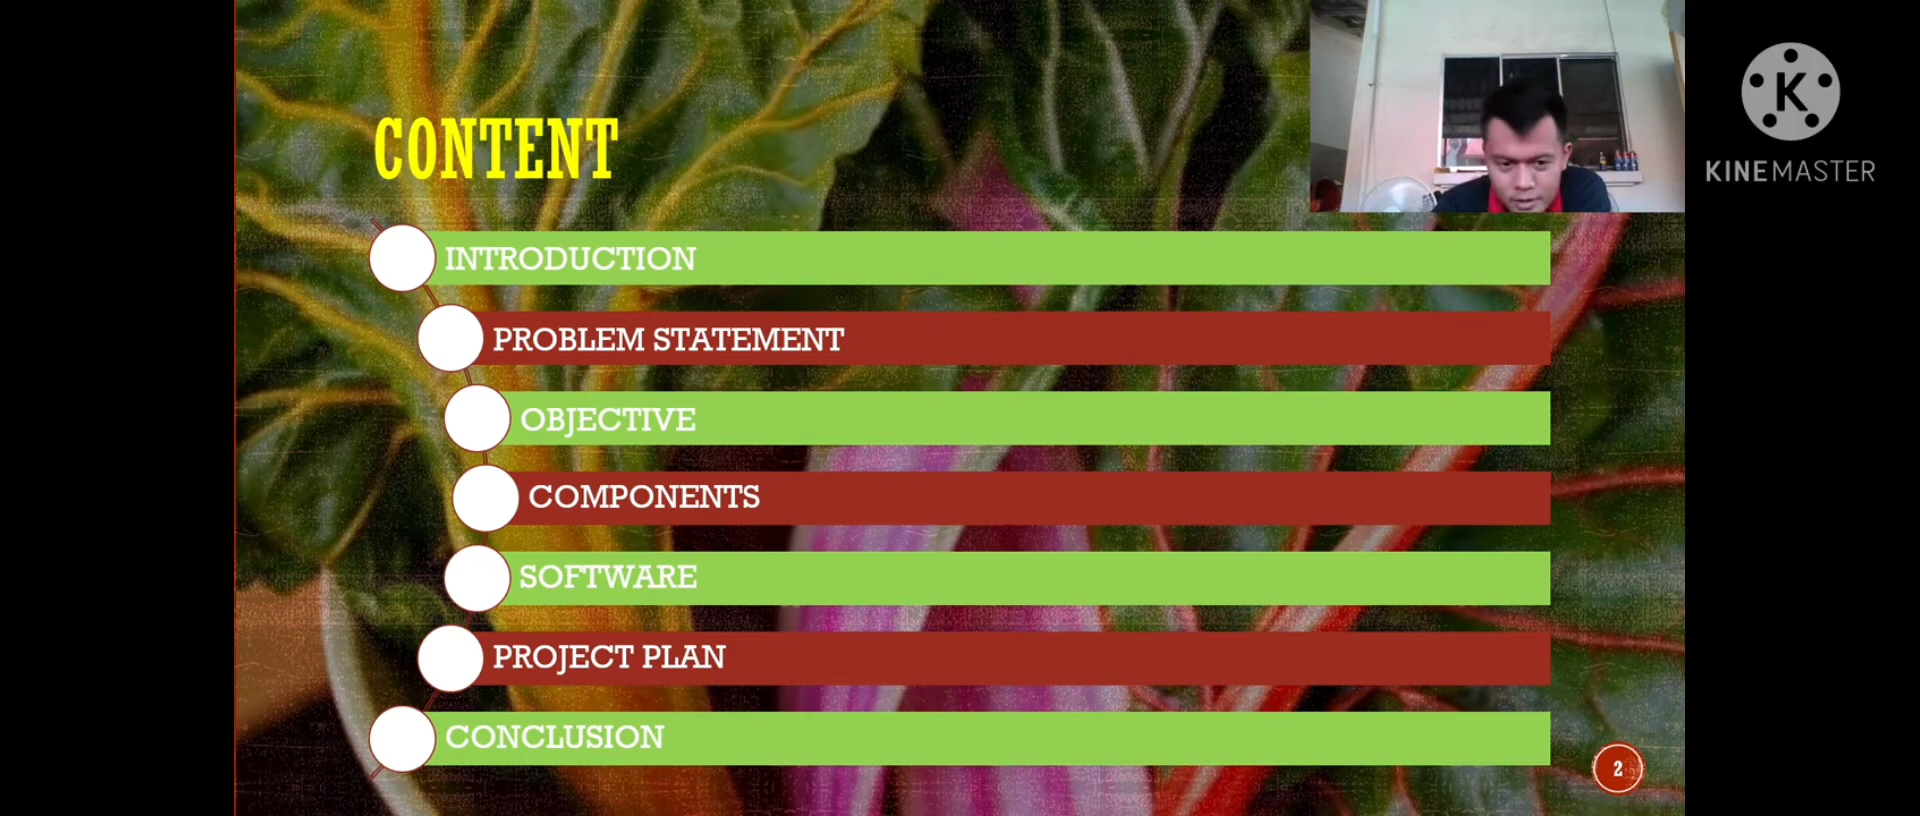 CONTENT
K
KINEMASTER
INTRODUCTION
PROBLEM STATEMENT
OBJECTIVE
COMPONENTS
SOFTWARE
PROJECT PLAN
CONCLUSION
2